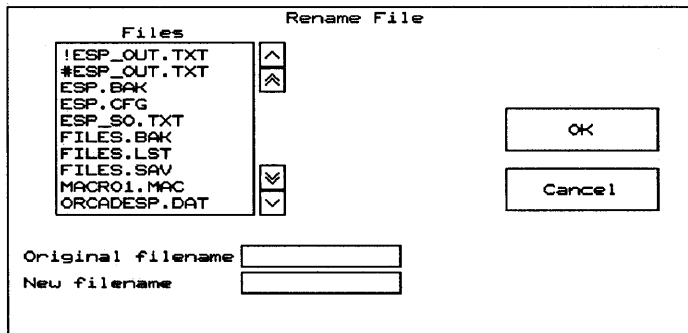 Rename File
Files
!ESP_OUT.TXT
#ESP_OUT.TXT
ESP.BAK
ESP.CFG
ESP_SO.TXT
FILES.BAK
FILES.LST
FILES.SAV
MACRO1.MAC
ORCADESP.DAT
OK
Cancel
Original filename
New filename